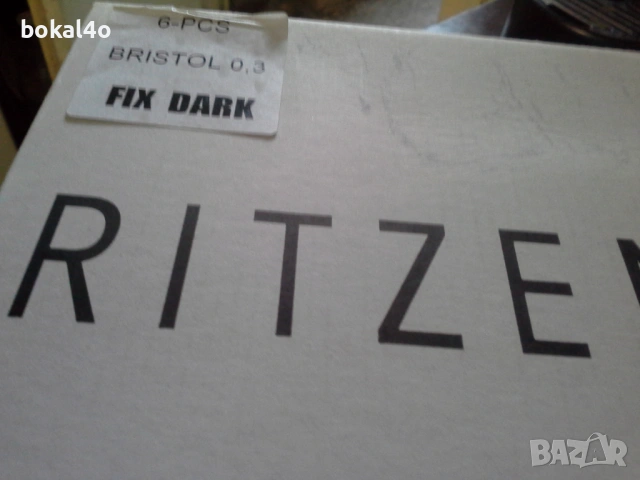 bokal4o
6-PCS
BRISTOL 0,3
FIX DARK
RITZE
BAZAR